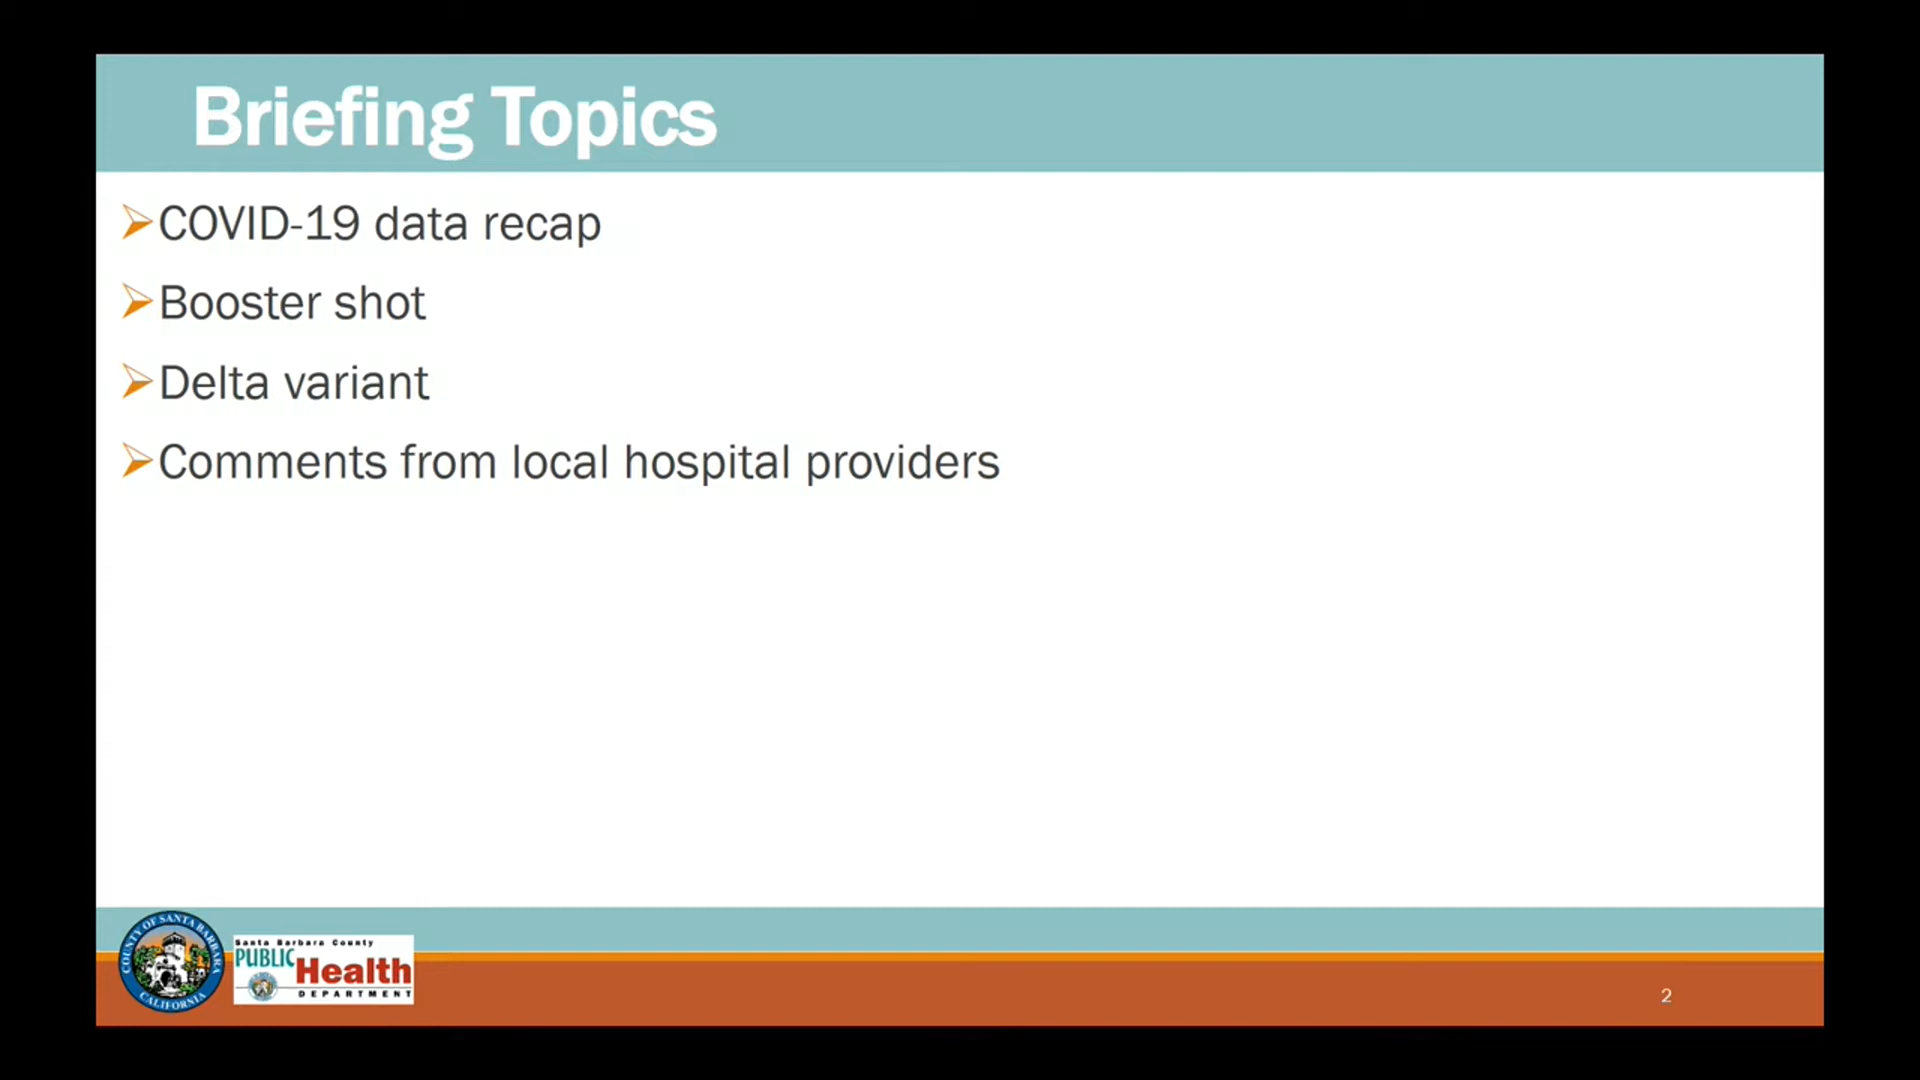 Briefing Topics
COVID-19 data recap
Booster shot
Delta variant
Comments from local hospital providers
COUNTY OF SANTA BARBARA
CALIFORNIA
Santa Barbara County
PUBLIC
Health
DEPARTMENT
2